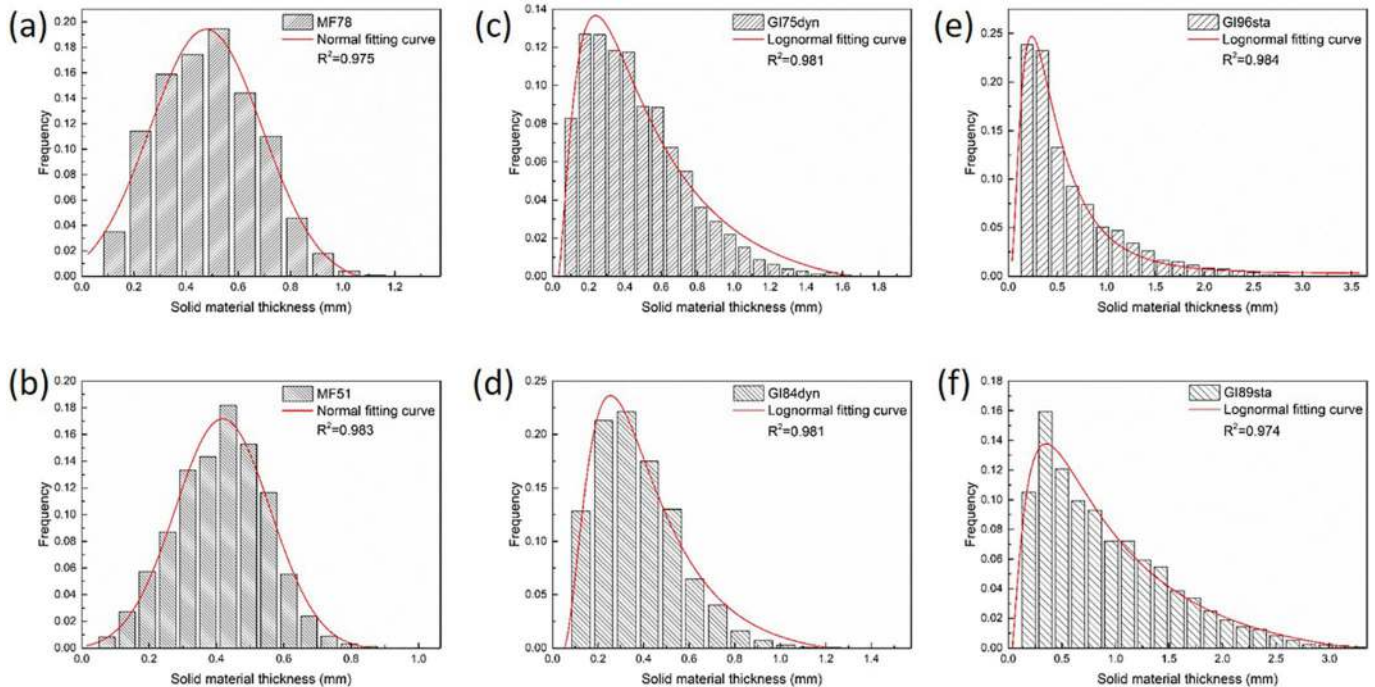 (a)
MF78
Normal fitting curve
R²=0.975
Frequency
0.20
0.18
0.16
0.14
0.12
0.10
0.08
0.06
0.04
0.02
0.00
0.0 0.2 0.4 0.6 0.8 1.0 1.2
Solid material thickness (mm)
(c)
GI75dyn
Lognormal fitting curve
R²=0.981
Frequency
0.14
0.12
0.10
0.08
0.06
0.04
0.02
0.00
0.0 0.2 0.4 0.6 0.8 1.0 1.2 1.4 1.6 1.8
Solid material thickness (mm)
(e)
GI96sta
Lognormal fitting curve
R²=0.984
Frequency
0.25
0.20
0.15
0.10
0.05
0.00
0.0 0.5 1.0 1.5 2.0 2.5 3.0 3.5
Solid material thickness (mm)
(b)
MF51
Normal fitting curve
R²=0.983
Frequency
0.20
0.18
0.16
0.14
0.12
0.10
0.08
0.06
0.04
0.02
0.00
0.0 0.2 0.4 0.6 0.8 1.0
Solid material thickness (mm)
(d)
GI84dyn
Lognormal fitting curve
R²=0.981
Frequency
0.25
0.20
0.15
0.10
0.05
0.00
0.0 0.2 0.4 0.6 0.8 1.0 1.2 1.4
Solid material thickness (mm)
(f)
GI89sta
Lognormal fitting curve
R²=0.974
Frequency
0.18
0.16
0.14
0.12
0.10
0.08
0.06
0.04
0.02
0.00
0.0 0.5 1.0 1.5 2.0 2.5 3.0
Solid material thickness (mm)